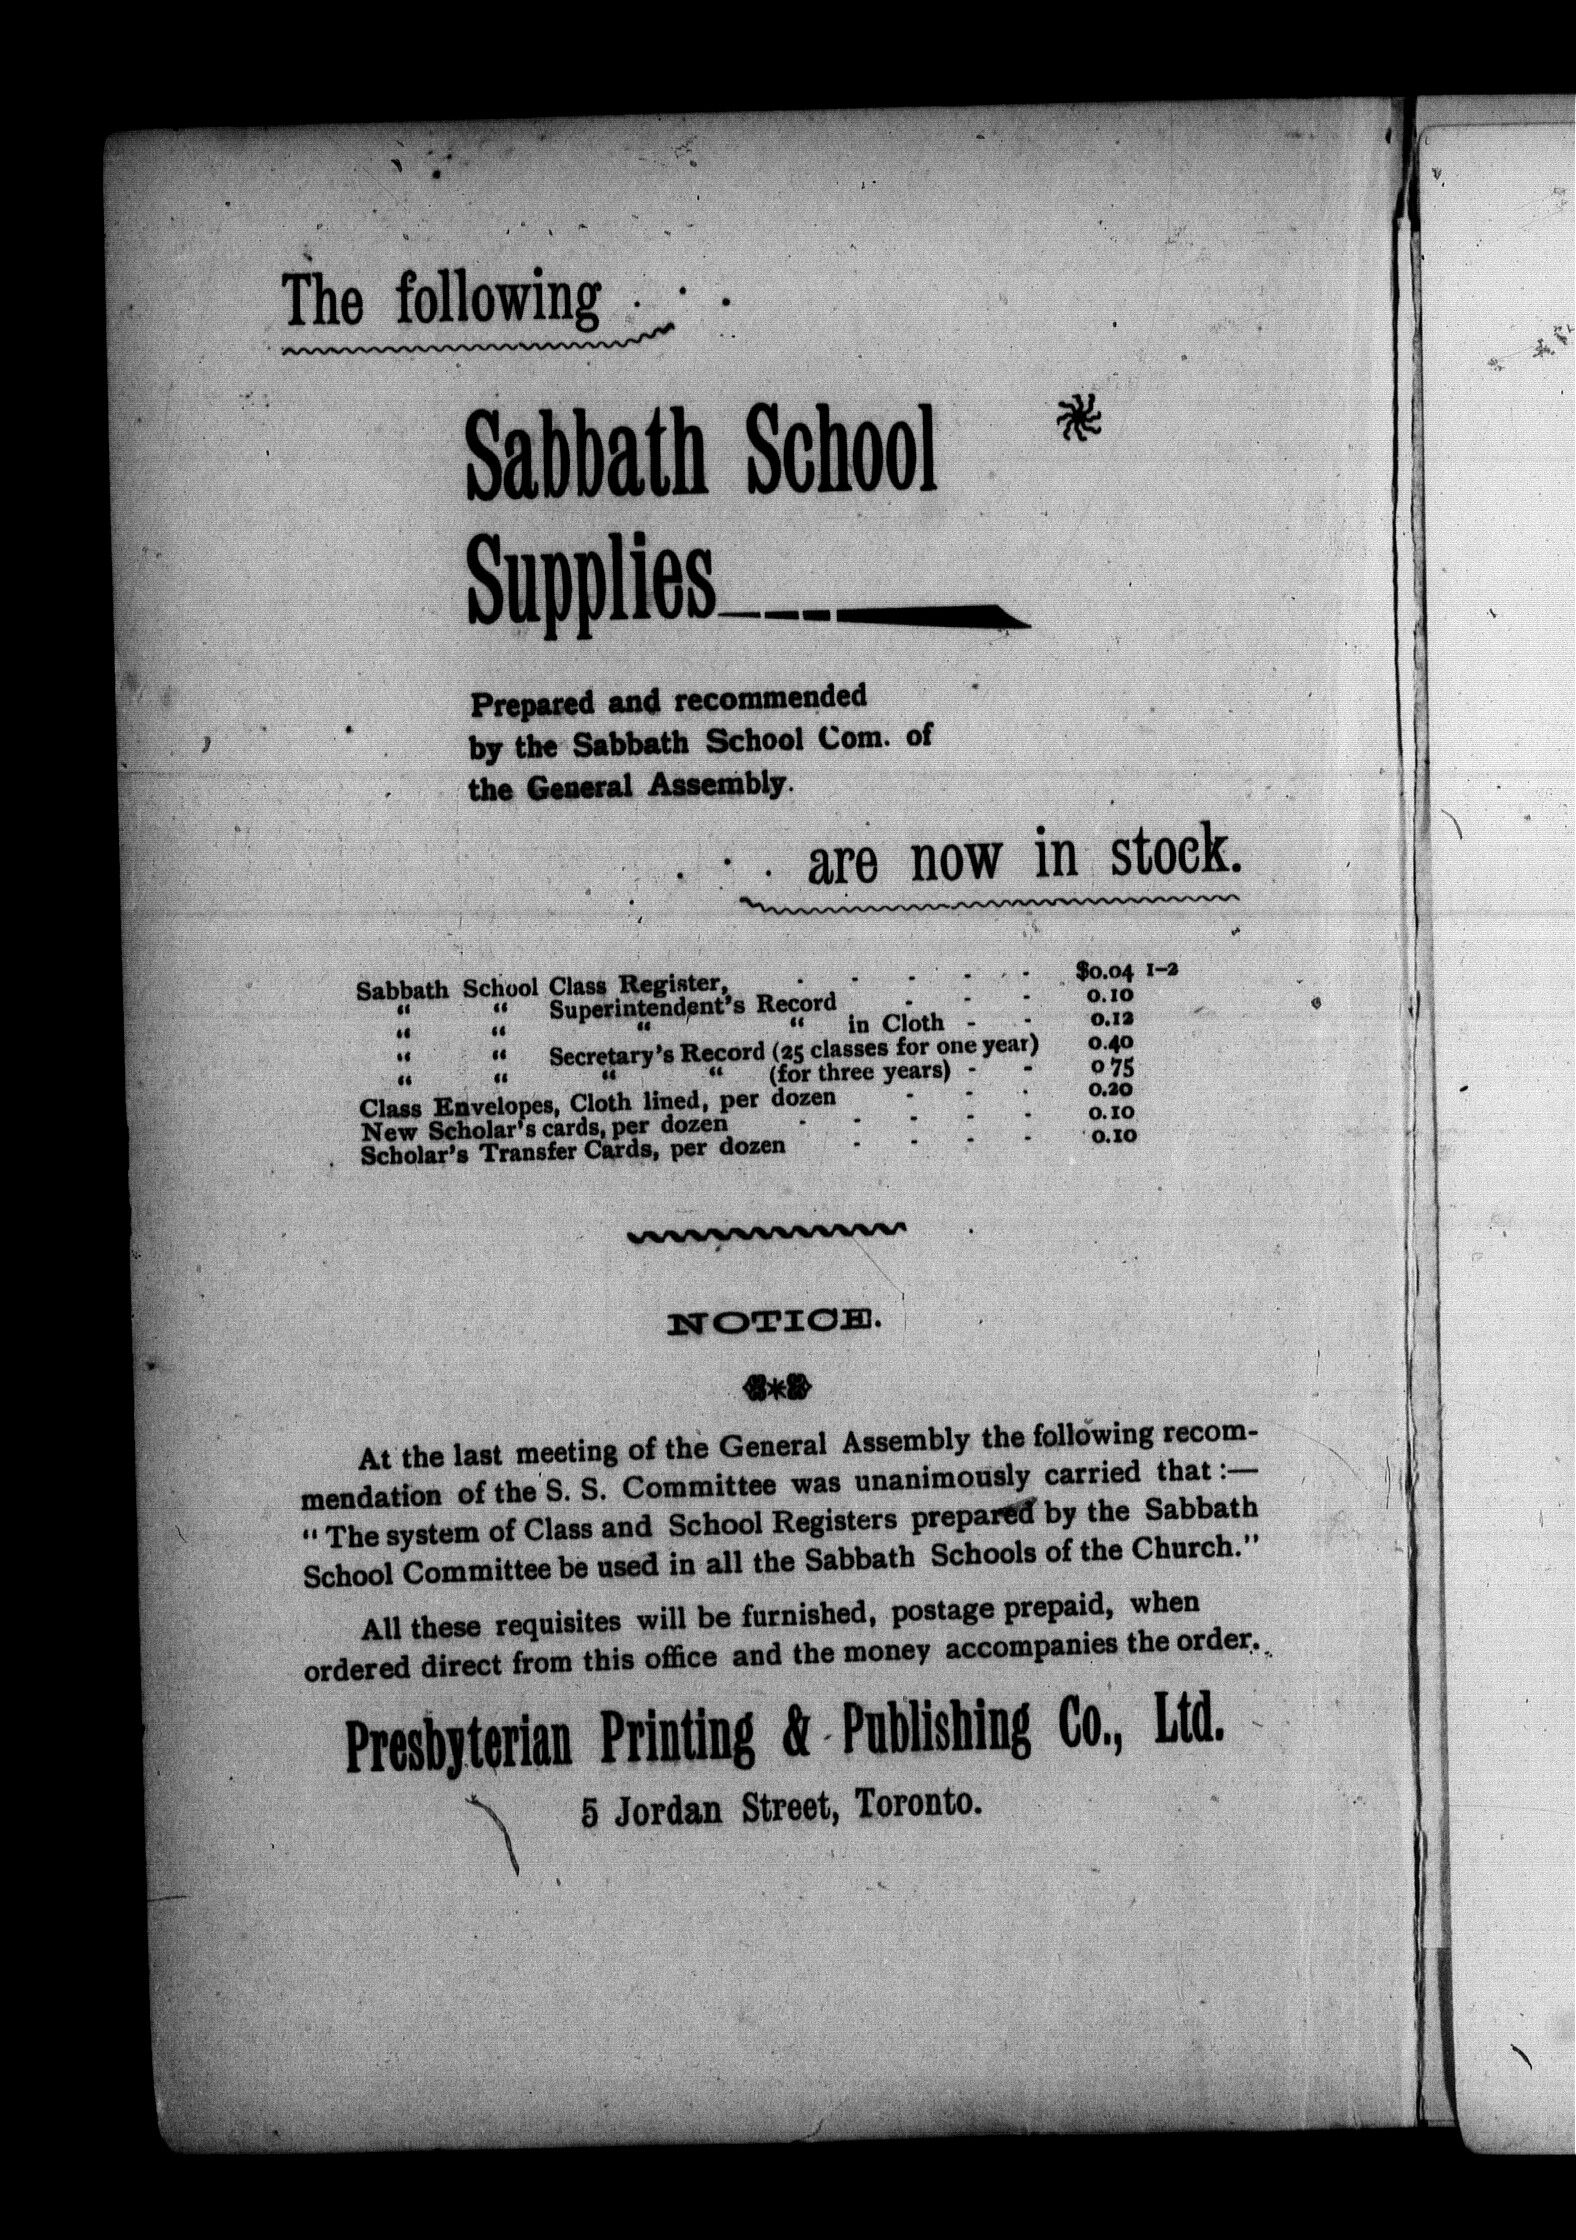 The following . . .
Sabbath School
Supplies
Prepared and recommended
by the Sabbath School Com. of
the General Assembly.
. . . are now in stock.
Sabbath School Class Register, - - - - - $0.04 1-2
" " Superintendent's Record - - - 0.10
" " " " in Cloth - - 0.12
" " Secretary's Record (25 classes for one year) 0.40
" " " " (for three years) - - 0 75
Class Envelopes, Cloth lined, per dozen - - - 0.20
New Scholar's cards, per dozen - - - - - 0.10
Scholar's Transfer Cards, per dozen - - - - 0.10
NOTICE.
At the last meeting of the General Assembly the following recom-
mendation of the S. S. Committee was unanimously carried that :—
"The system of Class and School Registers prepared by the Sabbath
School Committee be used in all the Sabbath Schools of the Church."
All these requisites will be furnished, postage prepaid, when
ordered direct from this office and the money accompanies the order.
Presbyterian Printing & Publishing Co., Ltd.
5 Jordan Street, Toronto.